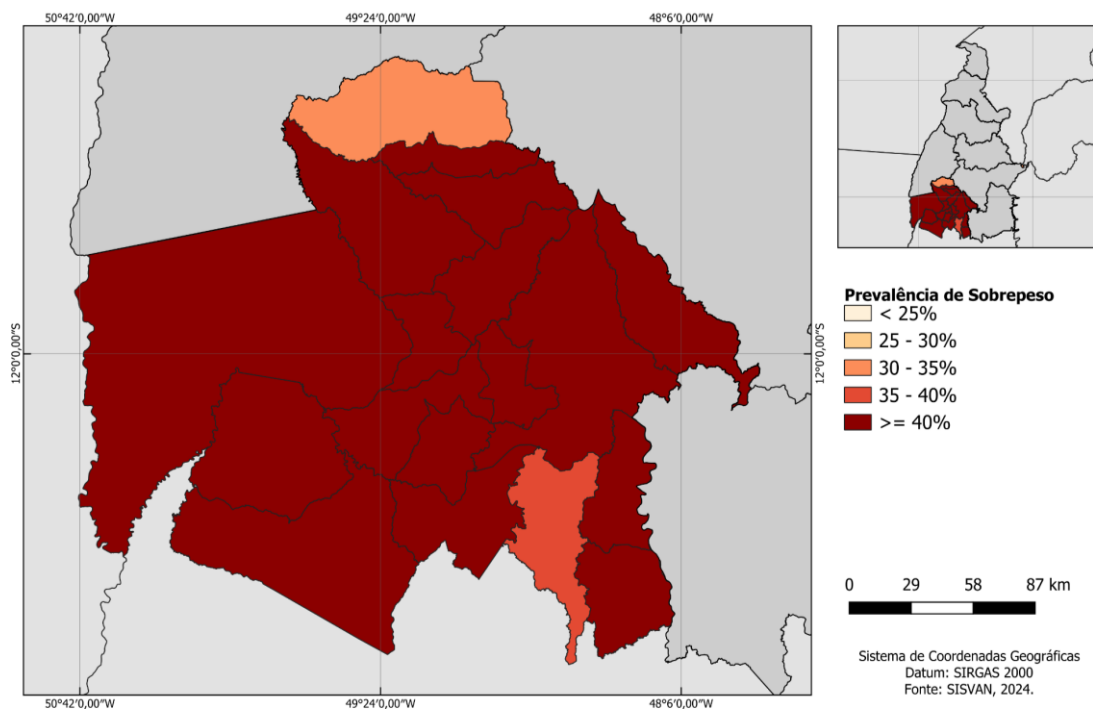 50°42'0,00"W
49°24'0,00"W
48°6'0,00"W
12°0'0,00"S
12°0'0,00"S
50°42'0,00"W
49°24'0,00"W
48°6'0,00"W
Prevalência de Sobrepeso
< 25%
25 - 30%
30 - 35%
35 - 40%
>= 40%
0 29 58 87 km
Sistema de Coordenadas Geográficas
Datum: SIRGAS 2000
Fonte: SISVAN, 2024.